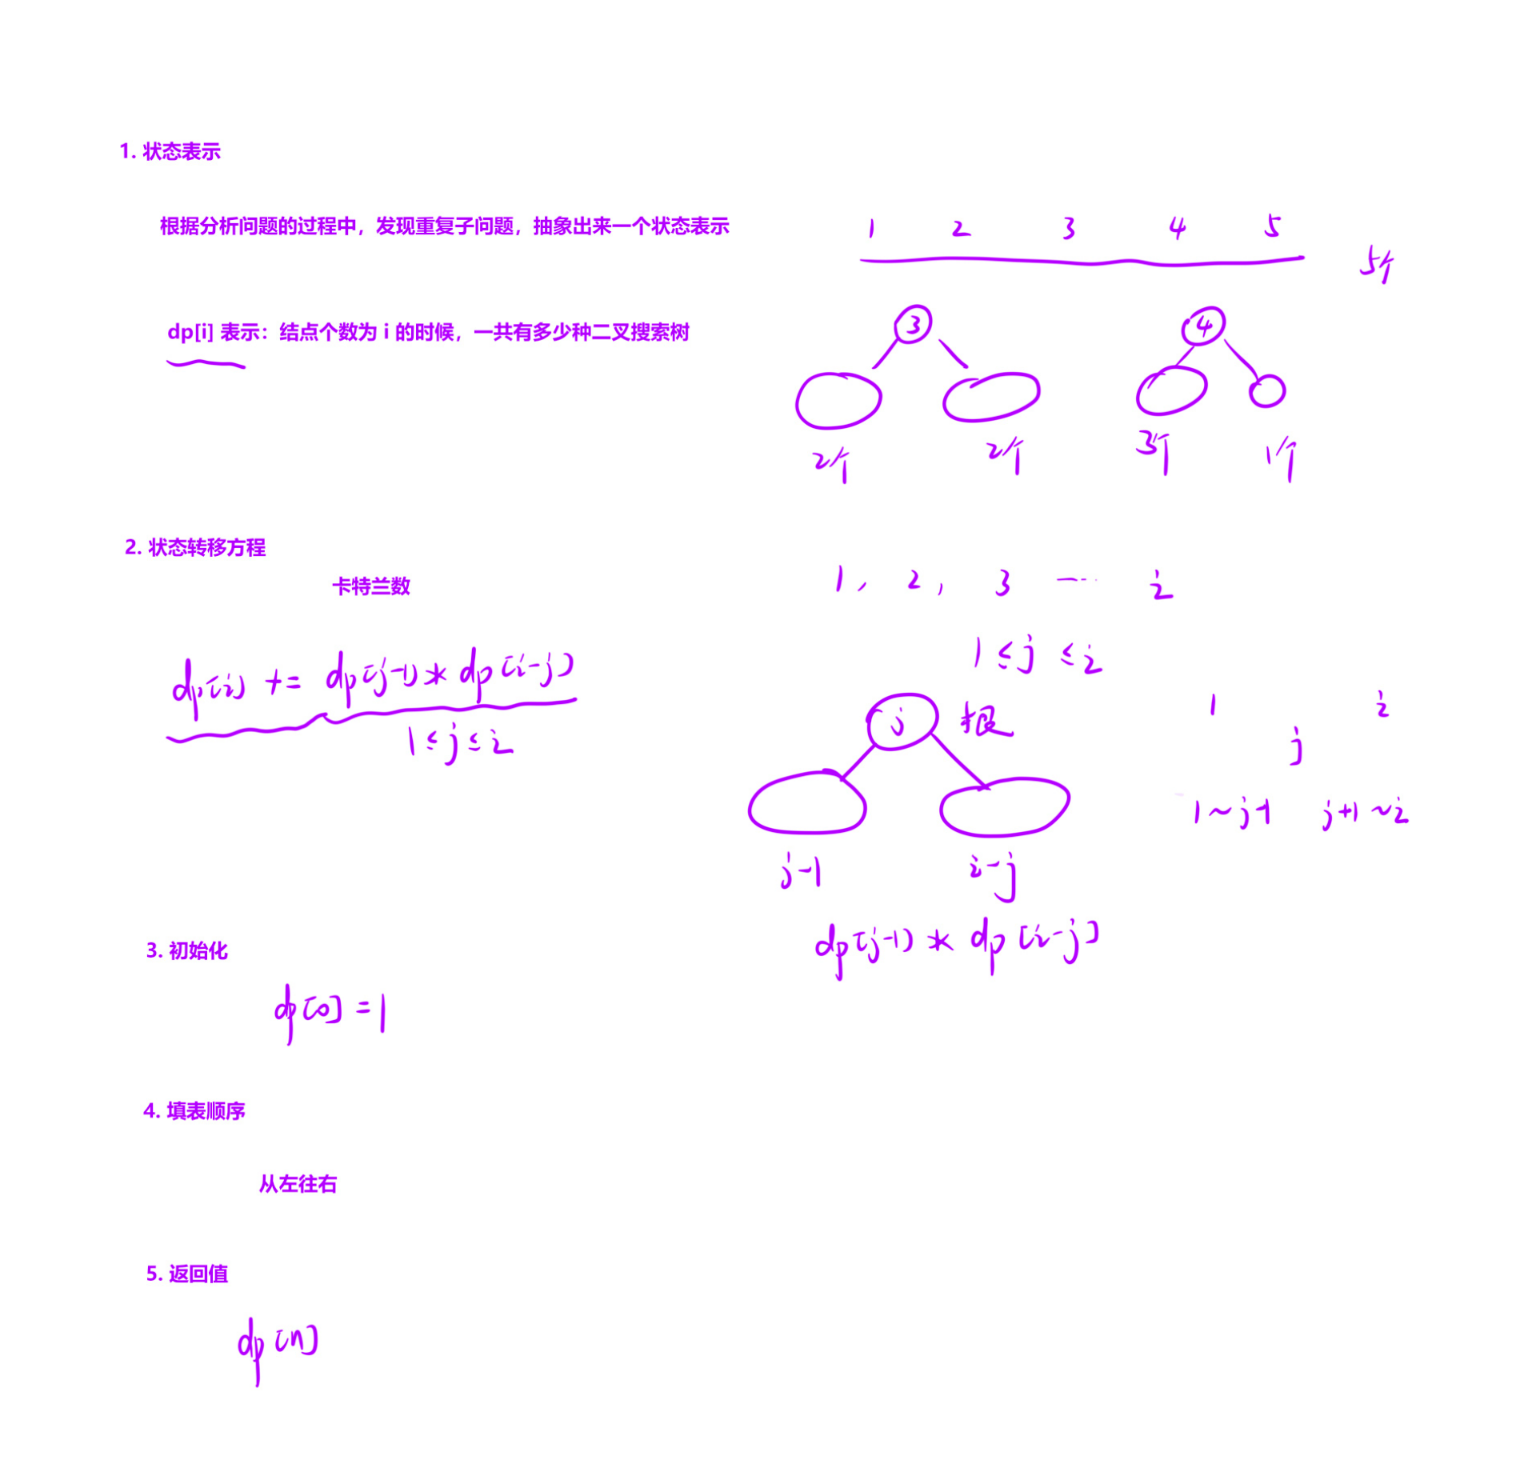 1. 状态表示
根据分析问题的过程中，发现重复子问题，抽象出来一个状态表示
dp[i] 表示：结点个数为 i 的时候，一共有多少种二叉搜索树
1 2 3 4 5
5个
3
2个 2个
4
3个 1个
2. 状态转移方程
卡特兰数
dp[i] += dp[j-1] * dp[i-j]
1≤j≤i
1, 2, 3 ---- i
1≤j≤i
j 根
j-1 i-j
dp[j-1] * dp[i-j]
1 i
j
1~j-1 j+1~i
3. 初始化
dp[0] = 1
4. 填表顺序
从左往右
5. 返回值
dp[n]